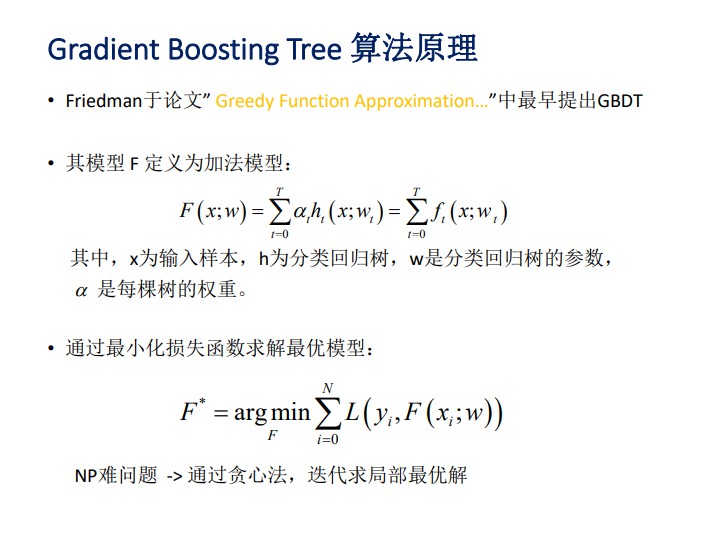 Gradient Boosting Tree 算法原理
• Friedman于论文” Greedy Function Approximation…”中最早提出GBDT
• 其模型 F 定义为加法模型：
F(x;w) = \sum_{t=0}^{T} α_t h_t(x;w_t) = \sum_{t=0}^{T} f_t(x;w_t)
其中，x为输入样本，h为分类回归树，w是分类回归树的参数，
α 是每棵树的权重。
• 通过最小化损失函数求解最优模型：
F^* = \arg\min_{F} \sum_{i=0}^{N} L(y_i, F(x_i;w))
NP难问题 -> 通过贪心法，迭代求局部最优解